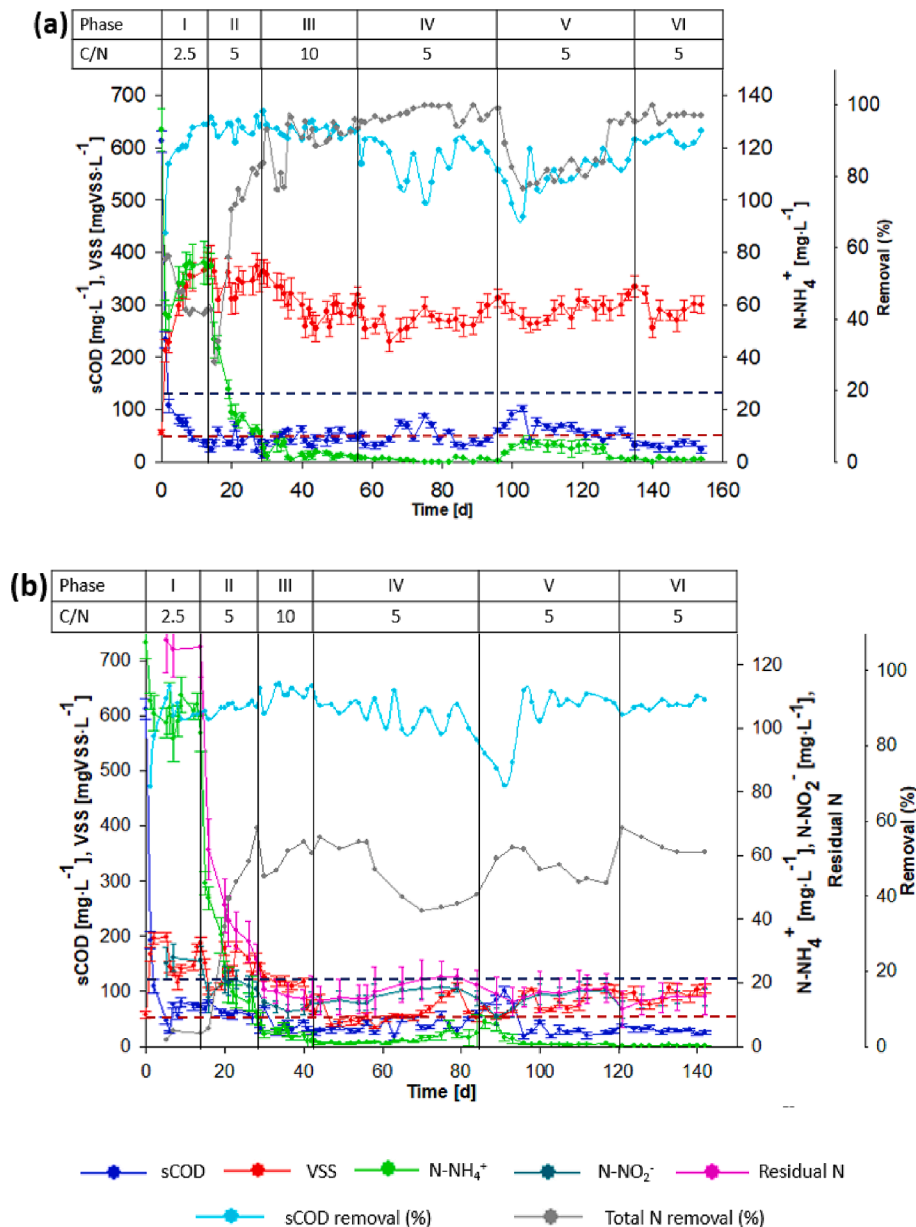 (a)
Phase I II III IV V VI
C/N 2.5 5 10 5 5 5
700 600 500 400 300 200 100 0
sCOD [mg·L-1], VSS [mgVSS·L-1]
0 20 40 60 80 100 120 140 160
Time [d]
140 120 100 80 60 40 20 0
N-NH4+ [mg·L-1]
100 80 60 40 20 0
Removal (%)
(b)
Phase I II III IV V VI
C/N 2.5 5 10 5 5 5
700 600 500 400 300 200 100 0
sCOD [mg·L-1], VSS [mgVSS·L-1]
0 20 40 60 80 100 120 140
Time [d]
120 100 80 60 40 20 0
N-NH4+ [mg·L-1], N-NO2- [mg·L-1],
Residual N
100 80 60 40 20 0
Removal (%)
sCOD VSS N-NH4+ N-NO2- Residual N
sCOD removal (%) Total N removal (%)